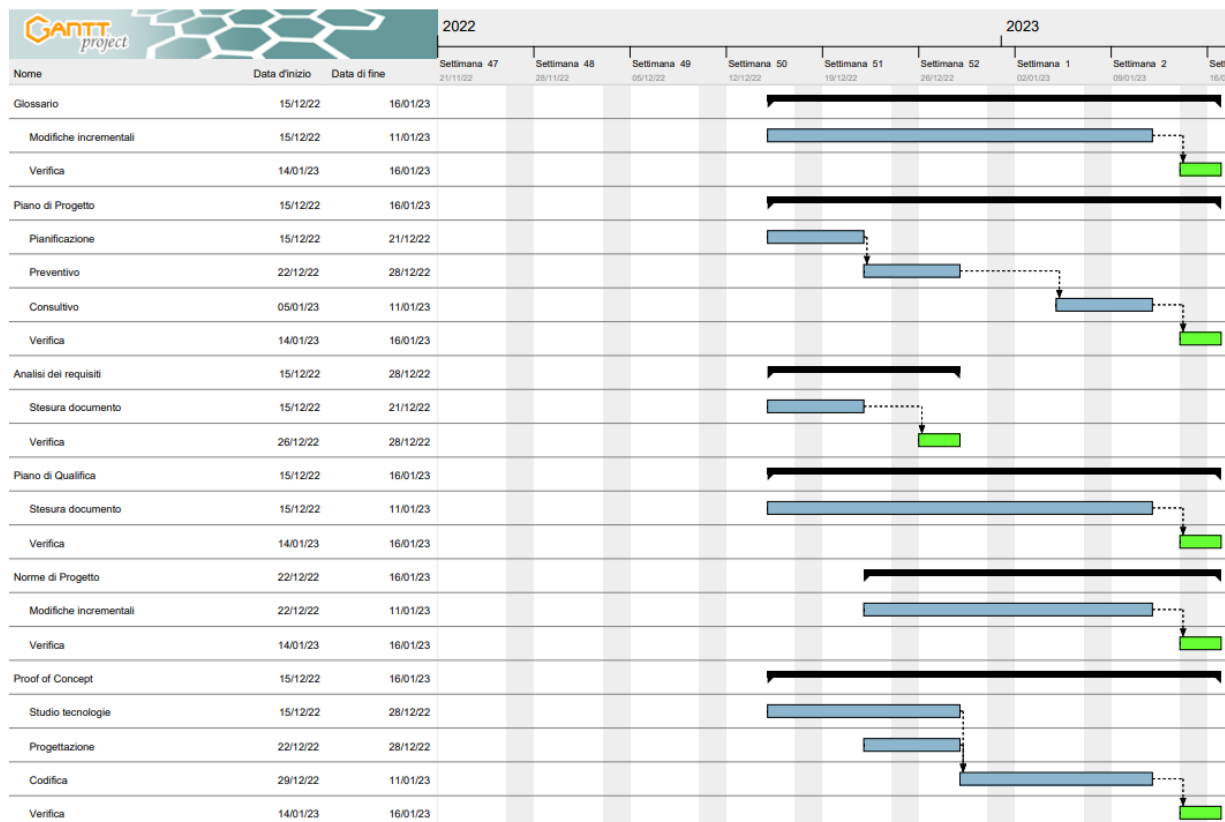 GANTT
project
2022 2023
Nome Data d'inizio Data di fine
Settimana 47 Settimana 48 Settimana 49 Settimana 50 Settimana 51 Settimana 52 Settimana 1 Settimana 2
21/11/22 28/11/22 05/12/22 12/12/22 19/12/22 26/12/22 02/01/23 09/01/23
Glossario 15/12/22 16/01/23
Modifiche incrementali 15/12/22 11/01/23
Verifica 14/01/23 16/01/23
Piano di Progetto 15/12/22 16/01/23
Pianificazione 15/12/22 21/12/22
Preventivo 22/12/22 28/12/22
Consultivo 05/01/23 11/01/23
Verifica 14/01/23 16/01/23
Analisi dei requisiti 15/12/22 28/12/22
Stesura documento 15/12/22 21/12/22
Verifica 26/12/22 28/12/22
Piano di Qualifica 15/12/22 16/01/23
Stesura documento 15/12/22 11/01/23
Verifica 14/01/23 16/01/23
Norme di Progetto 22/12/22 16/01/23
Modifiche incrementali 22/12/22 11/01/23
Verifica 14/01/23 16/01/23
Proof of Concept 15/12/22 16/01/23
Studio tecnologie 15/12/22 28/12/22
Progettazione 22/12/22 28/12/22
Codifica 29/12/22 11/01/23
Verifica 14/01/23 16/01/23